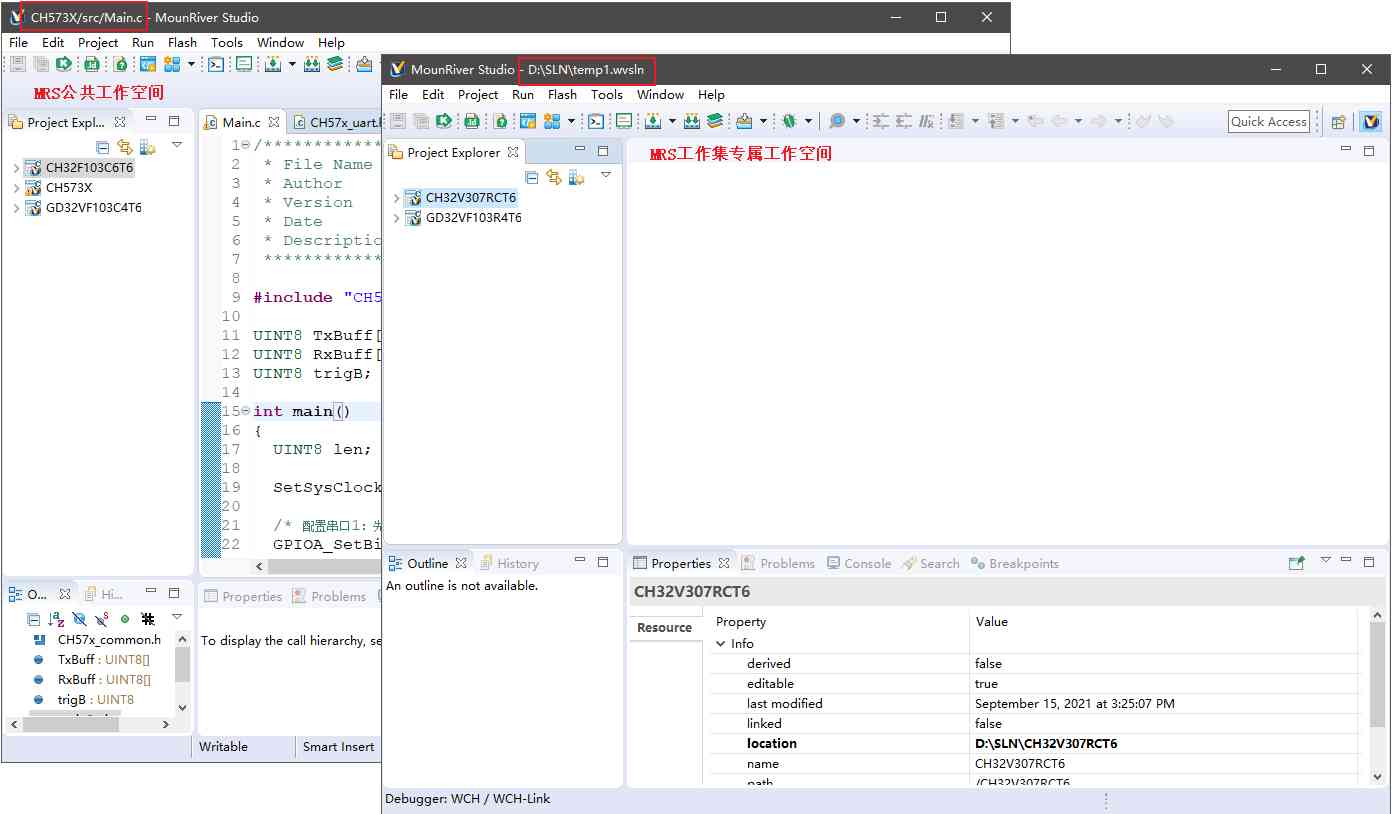 CH573X/src/Main.c - MounRiver Studio
File Edit Project Run Flash Tools Window Help
MRS公共工作空间
Project Expl...
CH32F103C6T6
CH573X
GD32VF103C4T6
Main.c
CH57x_uart.
1 /************
2 * File Name
3 * Author
4 * Version
5 * Date
6 * Descriptio
7 ************
8
9 #include "CH5
10
11 UINT8 TxBuff[
12 UINT8 RxBuff[
13 UINT8 trigB;
14
15 int main()
16 {
17 UINT8 len;
18
19 SetSysClock
20
21 /* 配置串口1: 先
22 GPIOA_SetBi
O...
Hi...
CH57x_common.h
TxBuff : UINT8[]
RxBuff : UINT8[]
trigB : UINT8
Properties
Problems
To display the call hierarchy, se
Writable
Smart Insert
MounRiver Studio - D:\SLN\temp1.wvsln
File Edit Project Run Flash Tools Window Help
Quick Access
Project Explorer
MRS工作集专属工作空间
CH32V307RCT6
GD32VF103R4T6
Outline
History
An outline is not available.
Properties
Problems
Console
Search
Breakpoints
CH32V307RCT6
Resource
Property Value
Info
derived false
editable true
last modified September 15, 2021 at 3:25:07 PM
linked false
location D:\SLN\CH32V307RCT6
name CH32V307RCT6
path /CH32V307RCT6
Debugger: WCH / WCH-Link